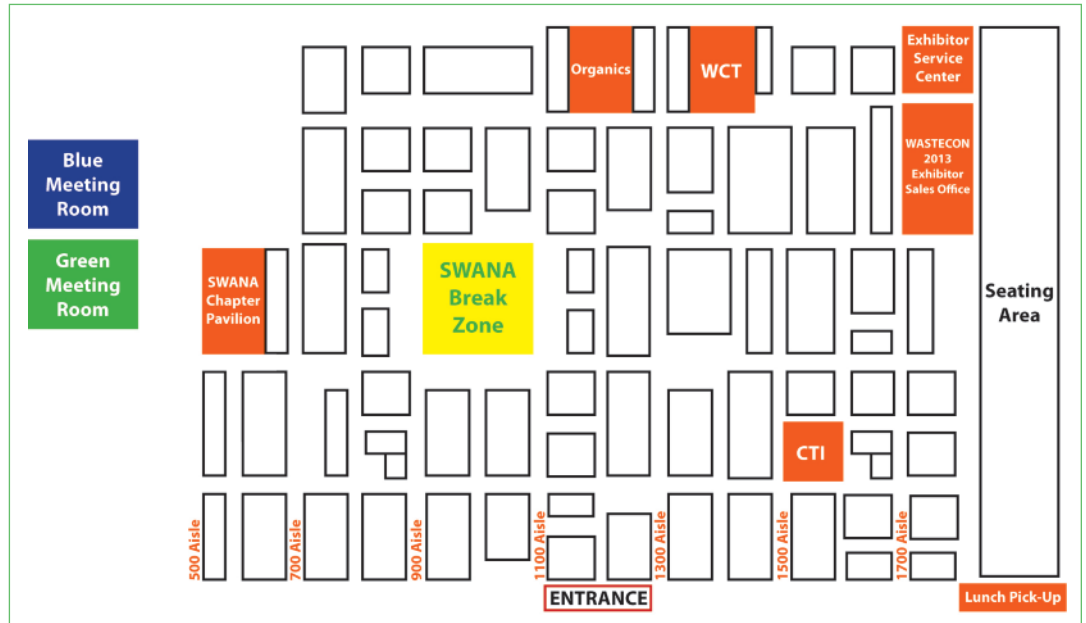 Organics
WCT
Exhibitor
Service
Center
WASTECON
2013
Exhibitor
Sales Office
Blue
Meeting
Room
Green
Meeting
Room
SWANA
Chapter
Pavilion
SWANA
Break
Zone
Seating
Area
CTI
500 Aisle
700 Aisle
900 Aisle
1100 Aisle
1300 Aisle
1500 Aisle
1700 Aisle
ENTRANCE
Lunch Pick-Up